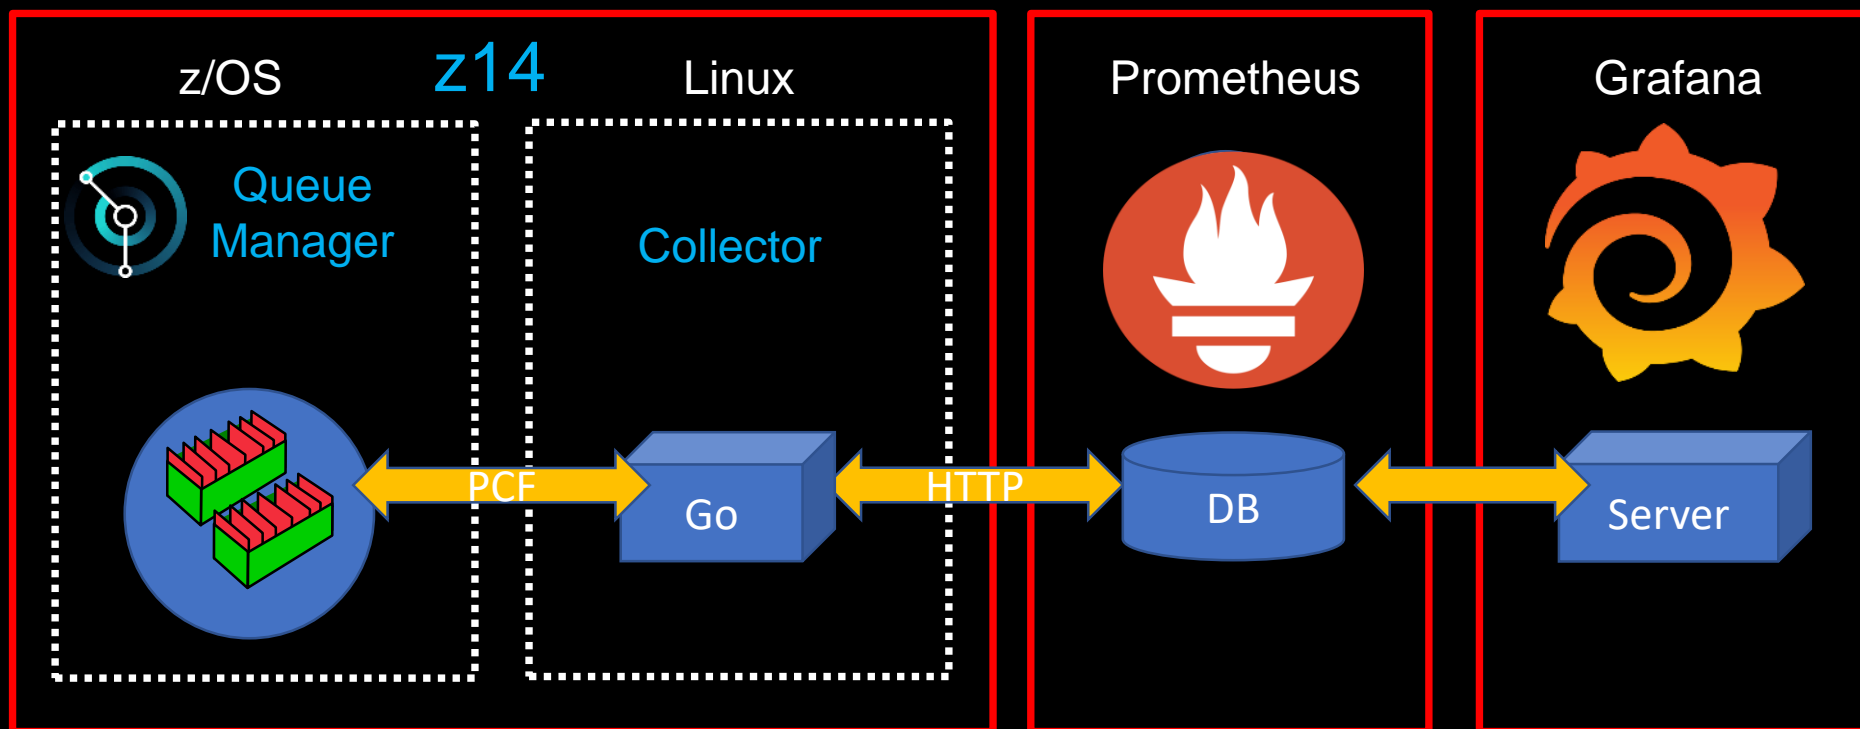 z/OS
z14
Linux
Prometheus
Grafana
Queue
Manager
Collector
PCF
Go
HTTP
DB
Server